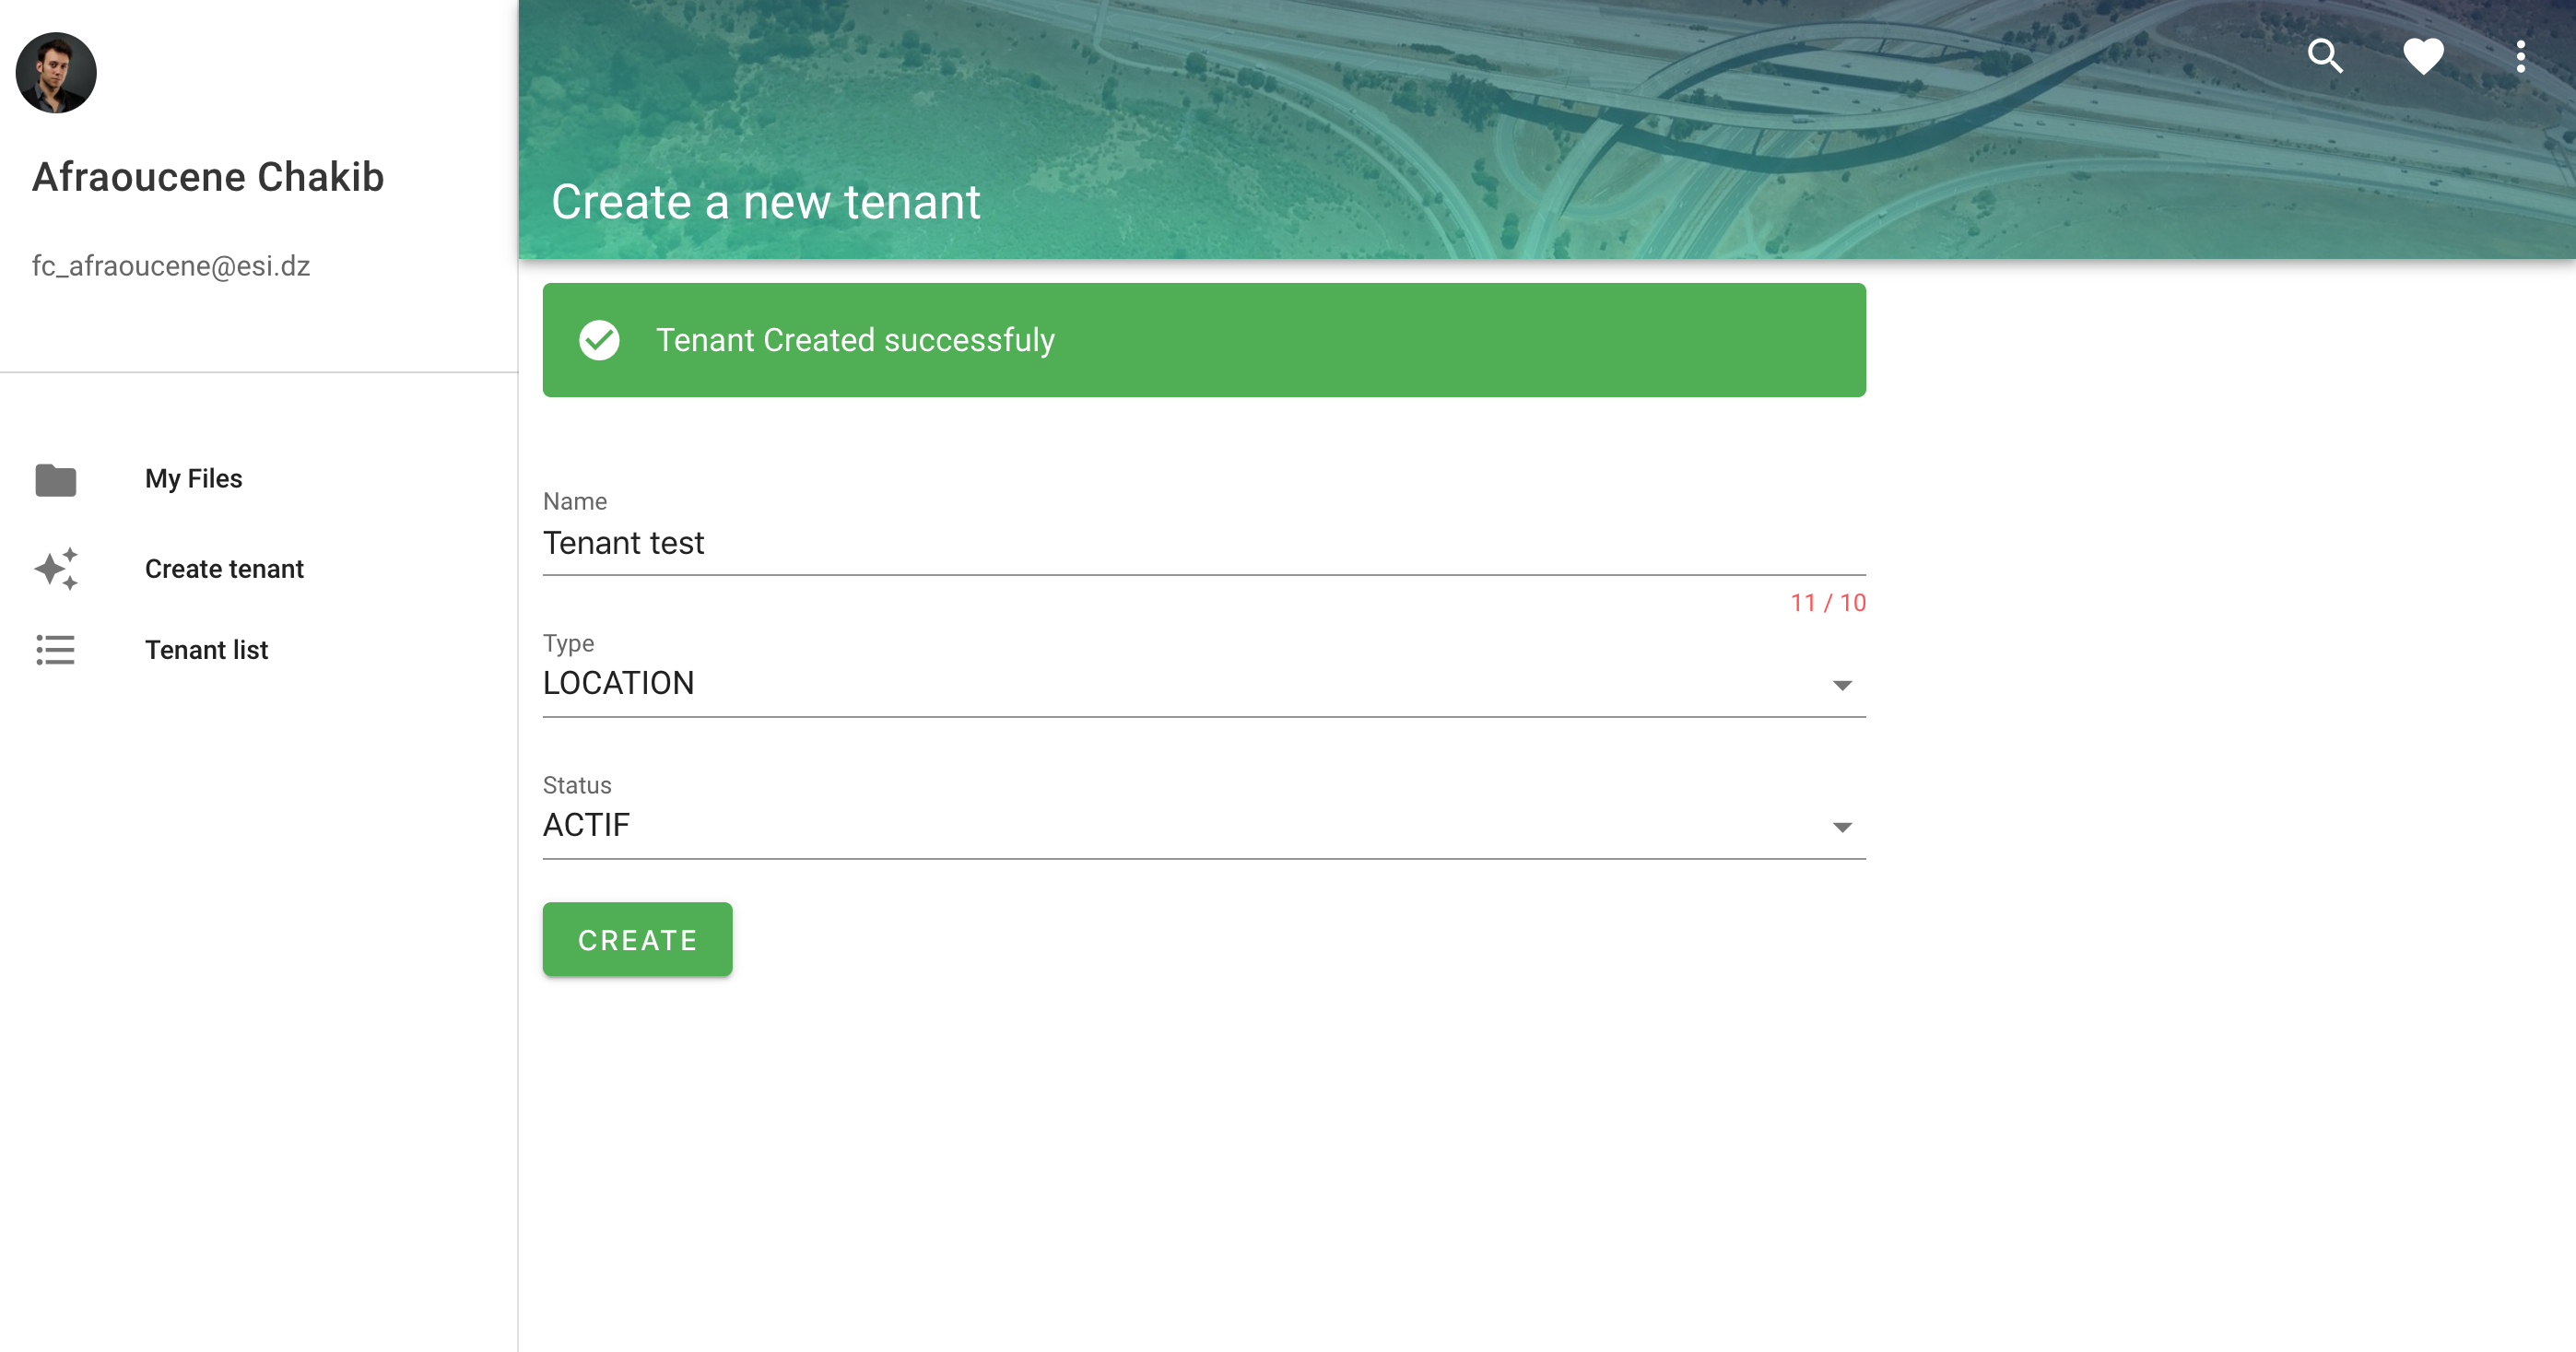 Afraoucene Chakib
fc_afraoucene@esi.dz
My Files
Create tenant
Tenant list
Create a new tenant
Tenant Created successfuly
Name
Tenant test
11 / 10
Type
LOCATION
Status
ACTIF
CREATE